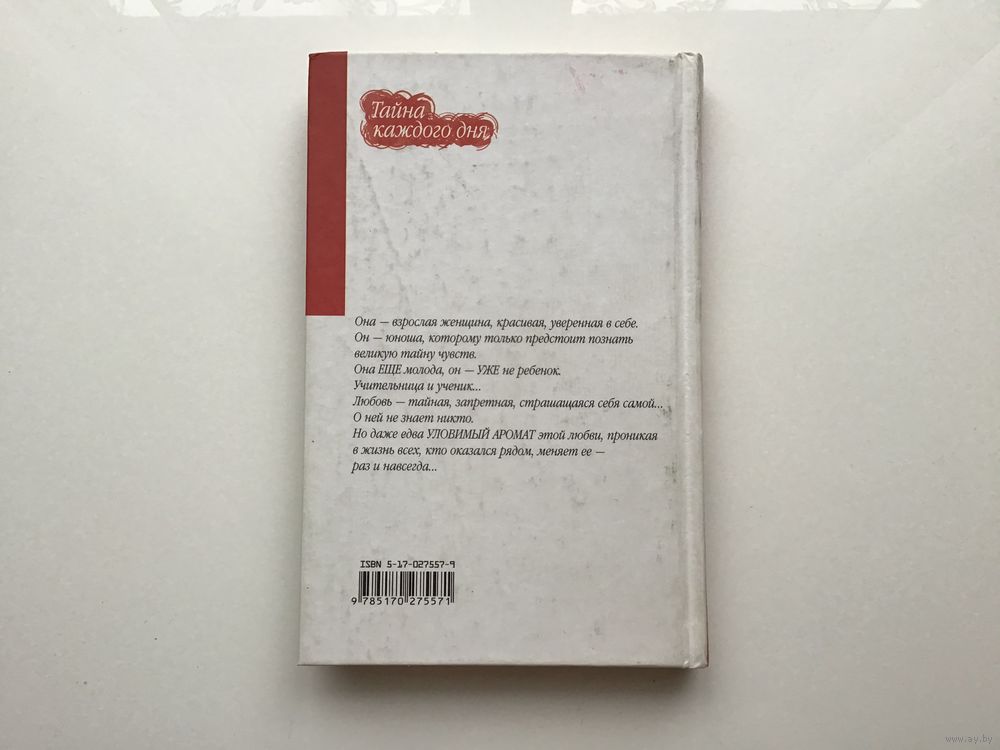 Тайна
каждого дня
Она — взрослая женщина, красивая, уверенная в себе.
Он — юноша, которому только предстоит познать
великую тайну чувств.
Она ЕЩЕ молода, он — УЖЕ не ребенок.
Учительница и ученик...
Любовь — тайная, запретная, страшащаяся себя самой...
О ней не знает никто.
Но даже едва УЛОВИМЫЙ АРОМАТ этой любви, проникая
в жизнь всех, кто оказался рядом, меняет ее —
раз и навсегда...
ISBN 5-17-027557-9
9 785170 275571
www.ay.by